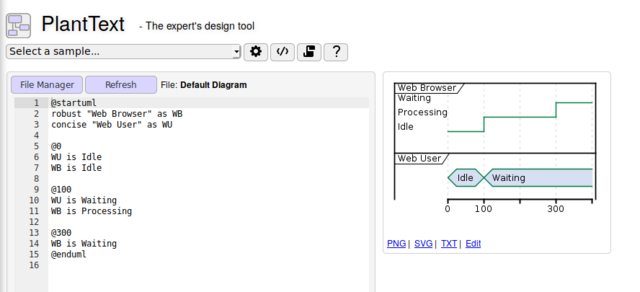 PlantText - The expert's design tool
Select a sample...
</> ?
File Manager Refresh File: Default Diagram
1 @startuml
2 robust "Web Browser" as WB
3 concise "Web User" as WU
4
5 @0
6 WU is Idle
7 WB is Idle
8
9 @100
10 WU is Waiting
11 WB is Processing
12
13 @300
14 WB is Waiting
15 @enduml
16
Web Browser
Waiting
Processing
Idle
Web User
Idle Waiting
0 100 300
PNG | SVG | TXT | Edit